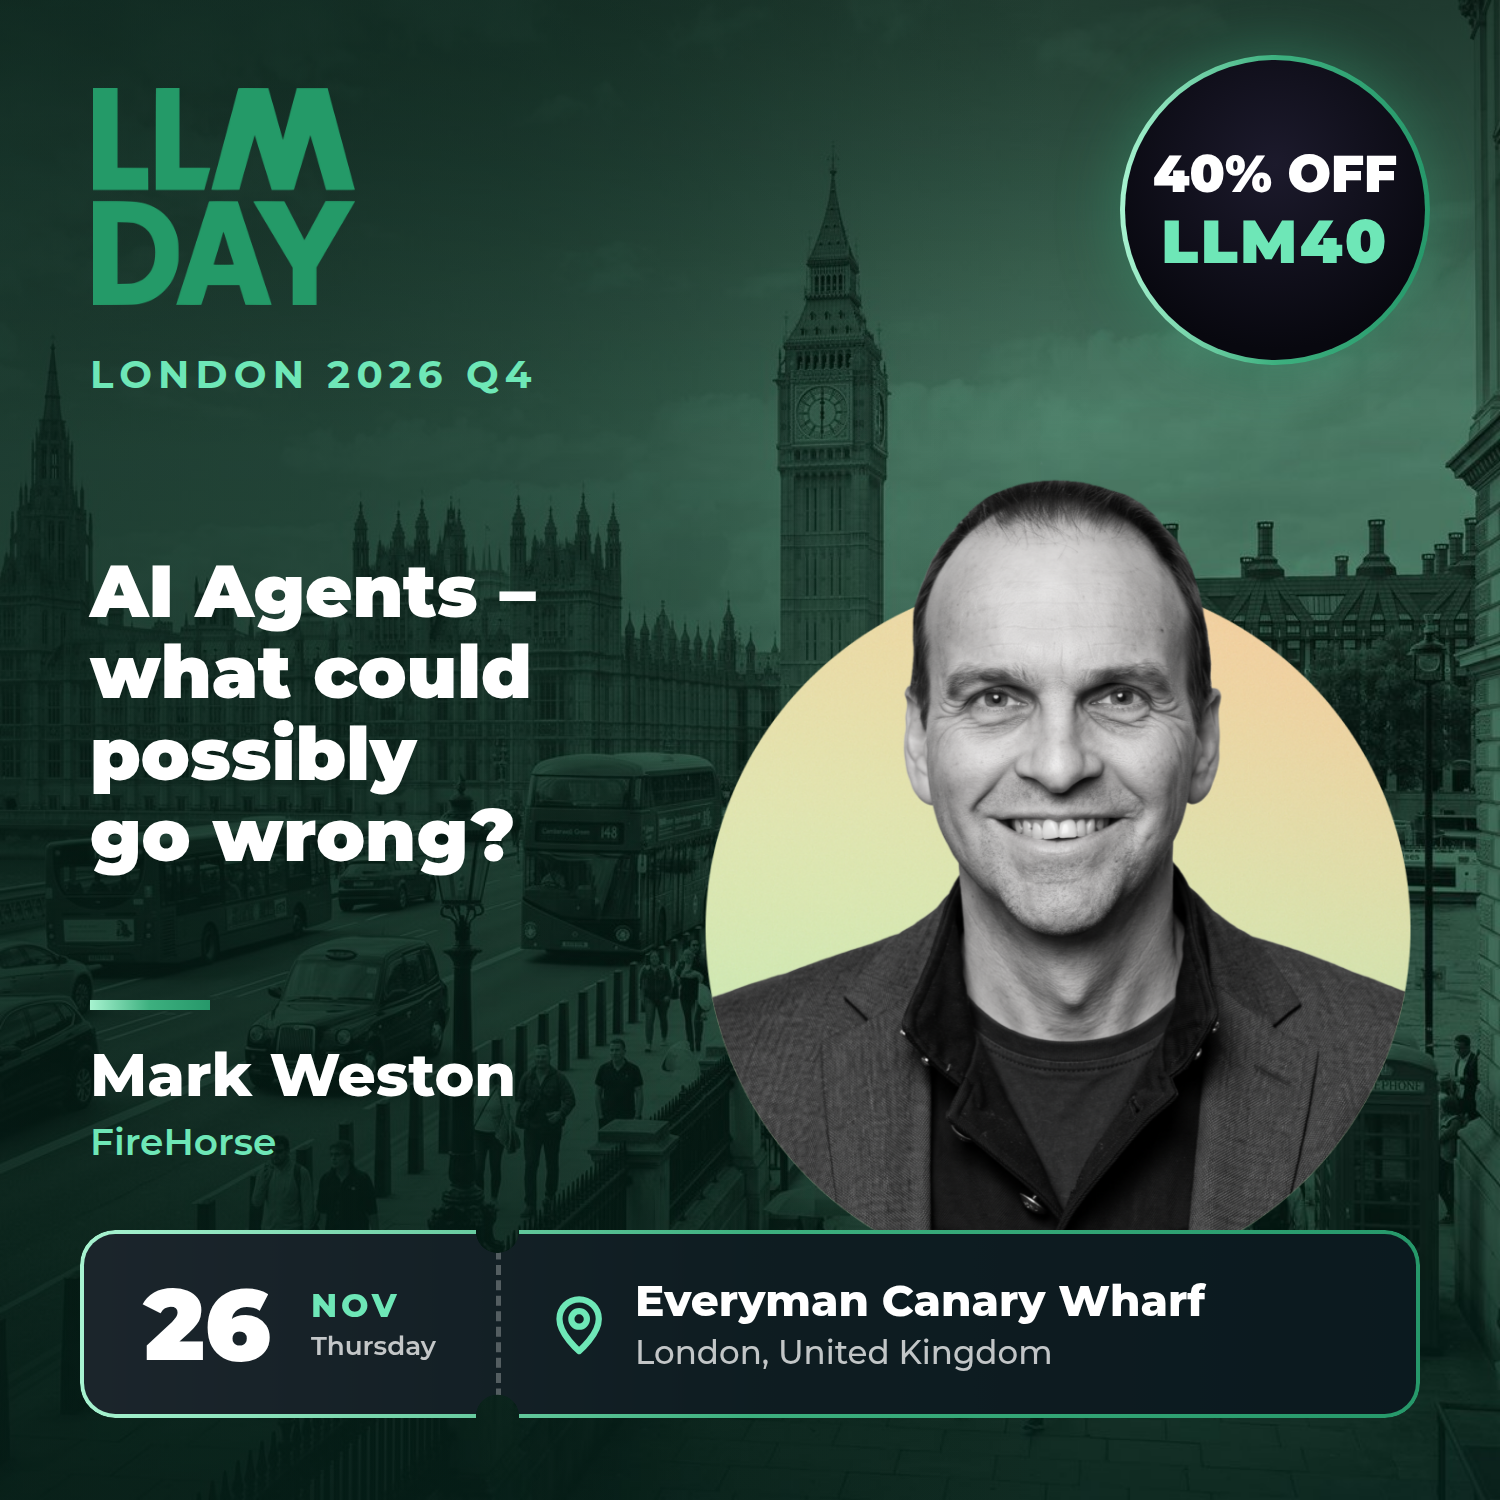 LLM
DAY
LONDON 2026 Q4
40% OFF
LLM40
AI Agents –
what could
possibly
go wrong?
148
Mark Weston
FireHorse
26
NOV
Thursday
Everyman Canary Wharf
London, United Kingdom